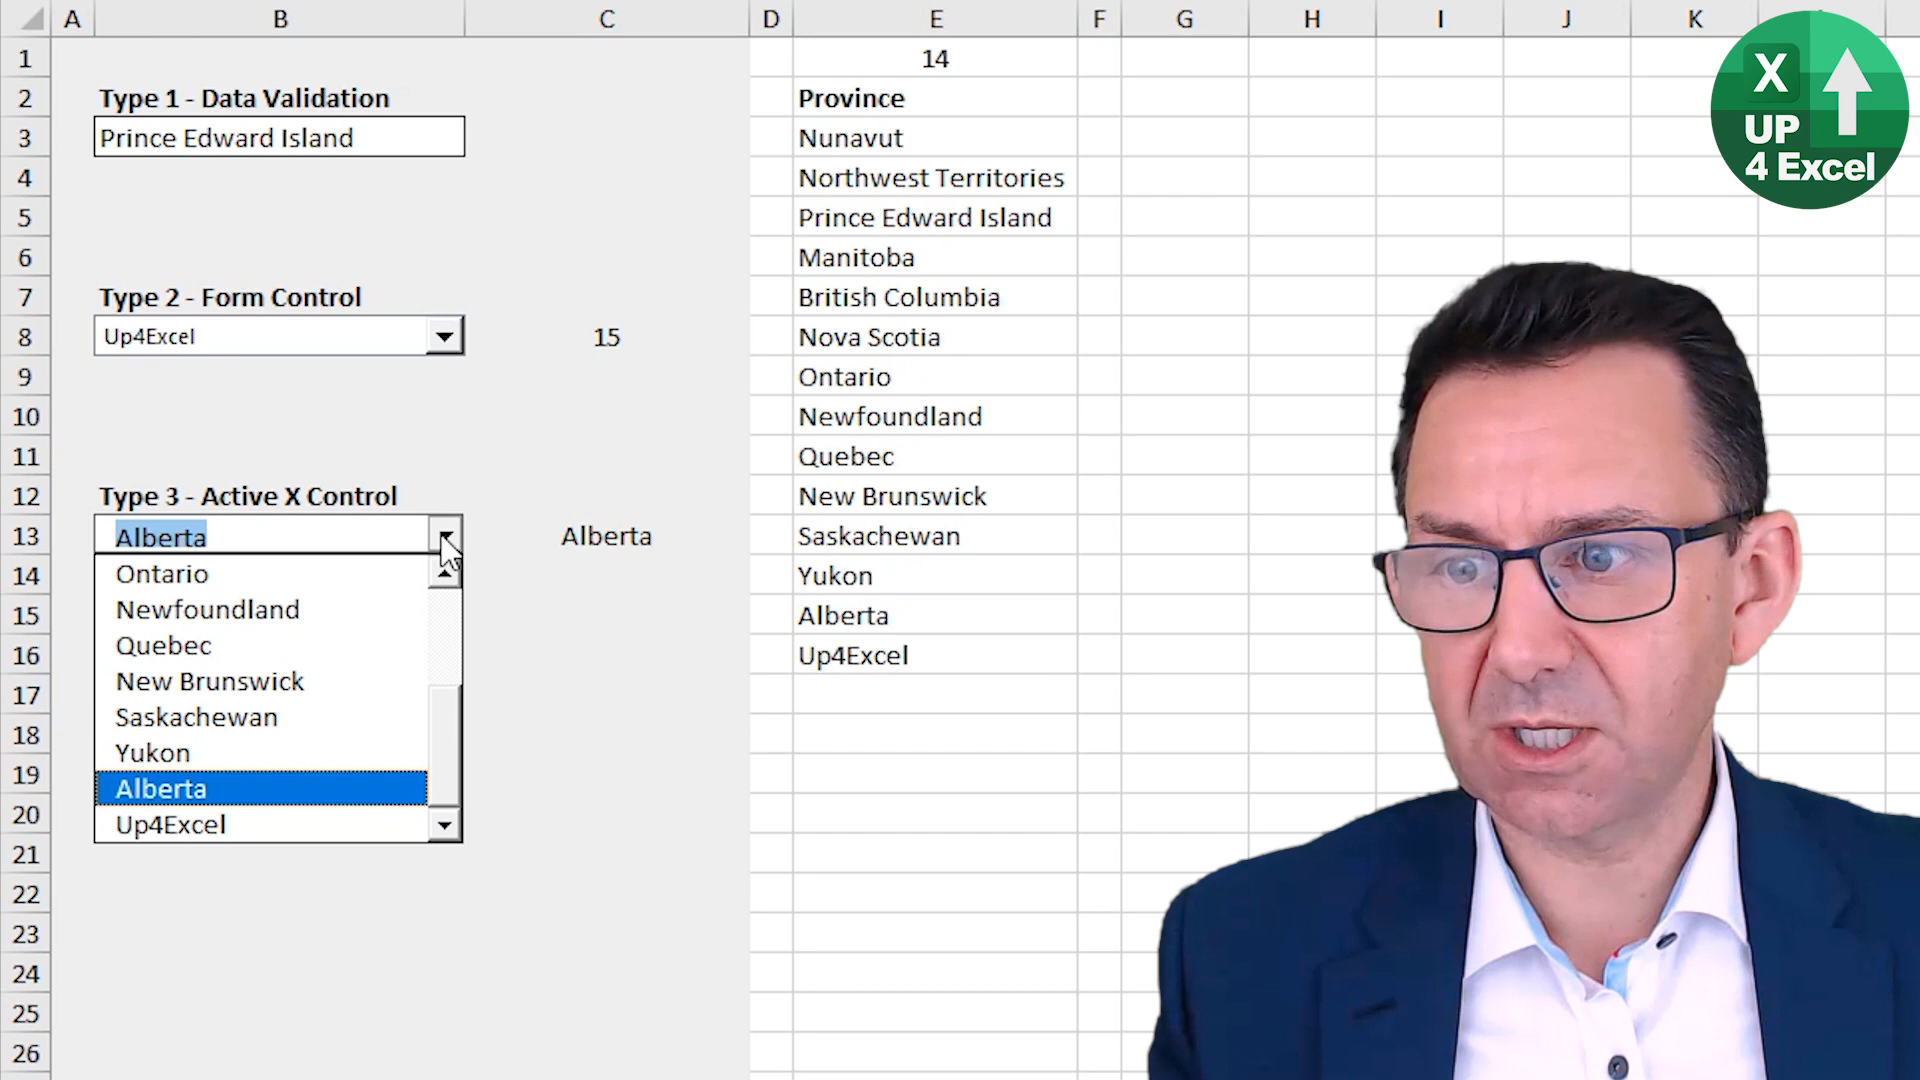 A B C D E F G H I J K
1 14
2 Type 1 - Data Validation Province
3 Prince Edward Island Nunavut
4 Northwest Territories
5 Prince Edward Island
6 Manitoba
7 Type 2 - Form Control British Columbia
8 Up4Excel 15 Nova Scotia
9 Ontario
10 Newfoundland
11 Quebec
12 Type 3 - Active X Control New Brunswick
13 Alberta Alberta Saskachewan
14 Ontario Yukon
15 Newfoundland Alberta
16 Quebec Up4Excel
17 New Brunswick
18 Saskachewan
19 Yukon
Alberta
20 Up4Excel
21
22
23
24
25
26
X
UP
4 Excel